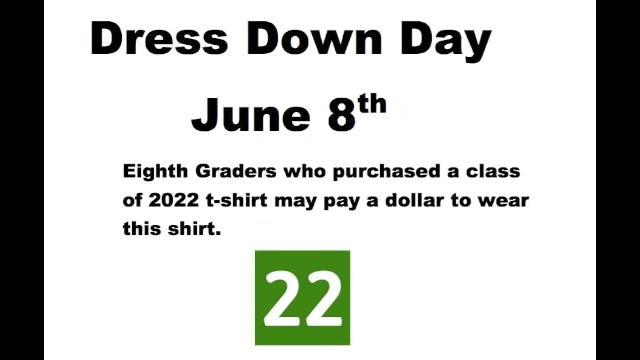 Dress Down Day
June 8th
Eighth Graders who purchased a class
of 2022 t-shirt may pay a dollar to wear
this shirt.
22